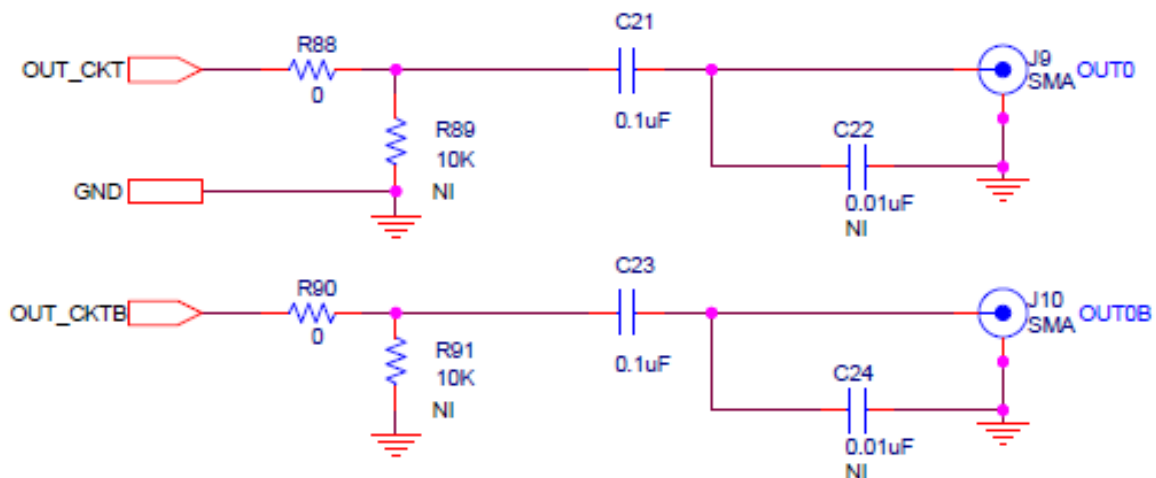 C21
R88
OUT_CKT
0
J9
SMA
OUT0
0.1uF
R89
10K
NI
C22
0.01uF
NI
GND
C23
R90
OUT_CKTB
0
J10
SMA
OUT0B
0.1uF
R91
10K
NI
C24
0.01uF
NI